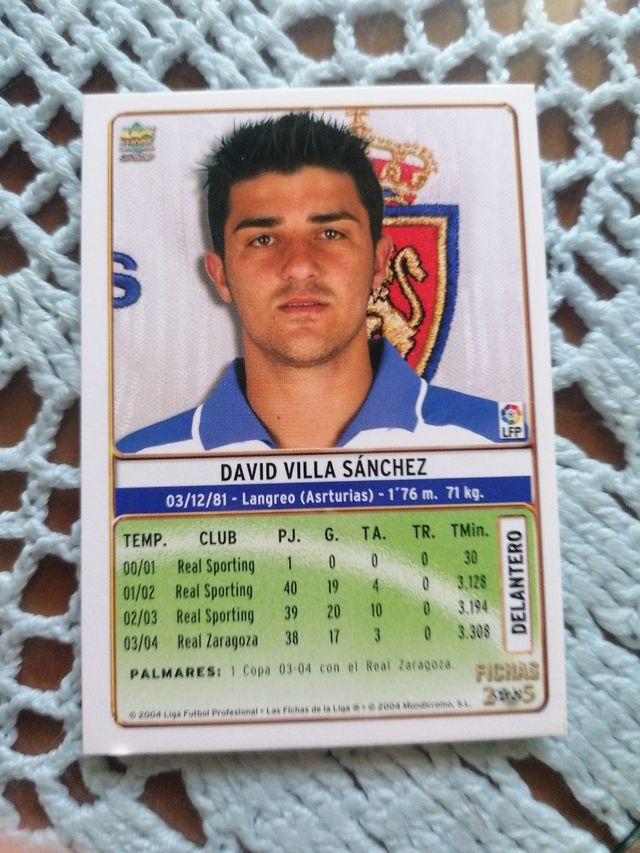 S
LFP
DAVID VILLA SÁNCHEZ
03/12/81 - Langreo (Asrturias) - 1´76 m. 71 kg.
TEMP. CLUB PJ. G. TA. TR. TMin.
00/01 Real Sporting 1 0 0 0 30
01/02 Real Sporting 40 19 4 0 3.128
02/03 Real Sporting 39 20 10 0 3.194
03/04 Real Zaragoza 38 17 3 0 3.308
DELANTERO
PALMARES: 1 Copa 03-04 con el Real Zaragoza.
FICHAS
2005
© 2004 Liga Futbol Profesional • Las Fichas de la Liga ® • © 2004 Mundicromo, S.L.